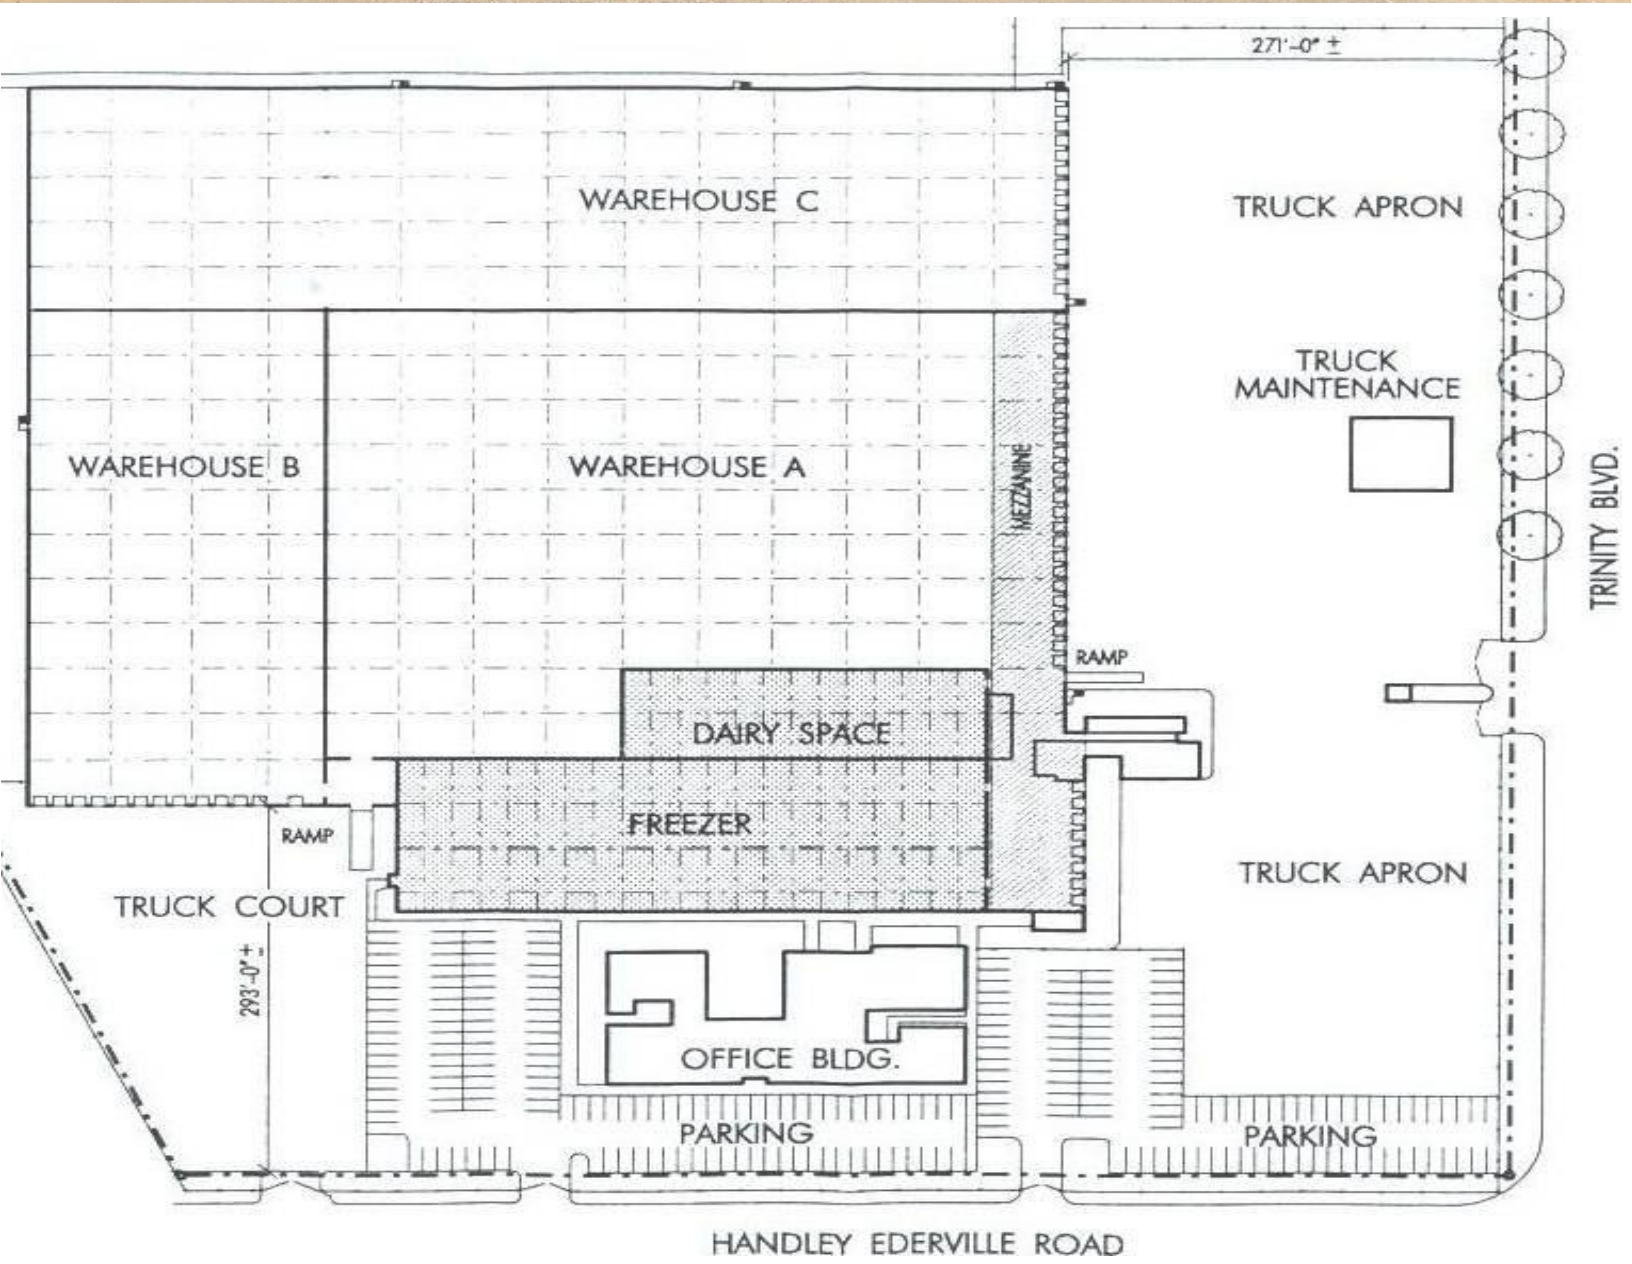 271'-0" ±
WAREHOUSE C
TRUCK APRON
TRUCK
MAINTENANCE
WAREHOUSE B
WAREHOUSE A
MEZZANINE
TRINITY BLVD.
RAMP
DAIRY SPACE
FREEZER
RAMP
TRUCK APRON
TRUCK COURT
293'-0" ±
OFFICE BLDG.
PARKING
PARKING
HANDLEY EDERVILLE ROAD